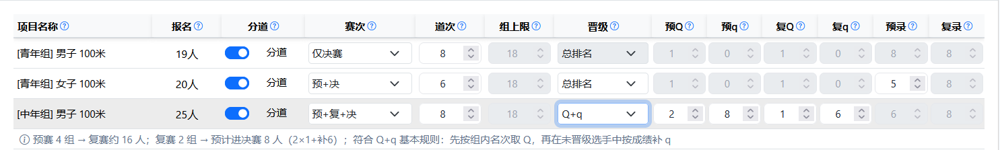 项目名称 报名 分道 赛次 道次 组上限 晋级 预Q 预q 复Q 复q 预录 复录
[青年组] 男子 100米 19人 分道 仅决赛 8 18 总排名 1 0 1 0 8 8
[青年组] 女子 100米 20人 分道 预+决 6 18 总排名 1 0 1 0 5 8
[中年组] 男子 100米 25人 分道 预+复+决 8 18 Q+q 2 8 1 6 6 8
预赛 4 组 → 复赛约 16 人；复赛 2 组 → 预计进决赛 8 人（2×1+补6）；符合 Q+q 基本规则：先按组内名次取 Q，再在未晋级选手中按成绩补 q